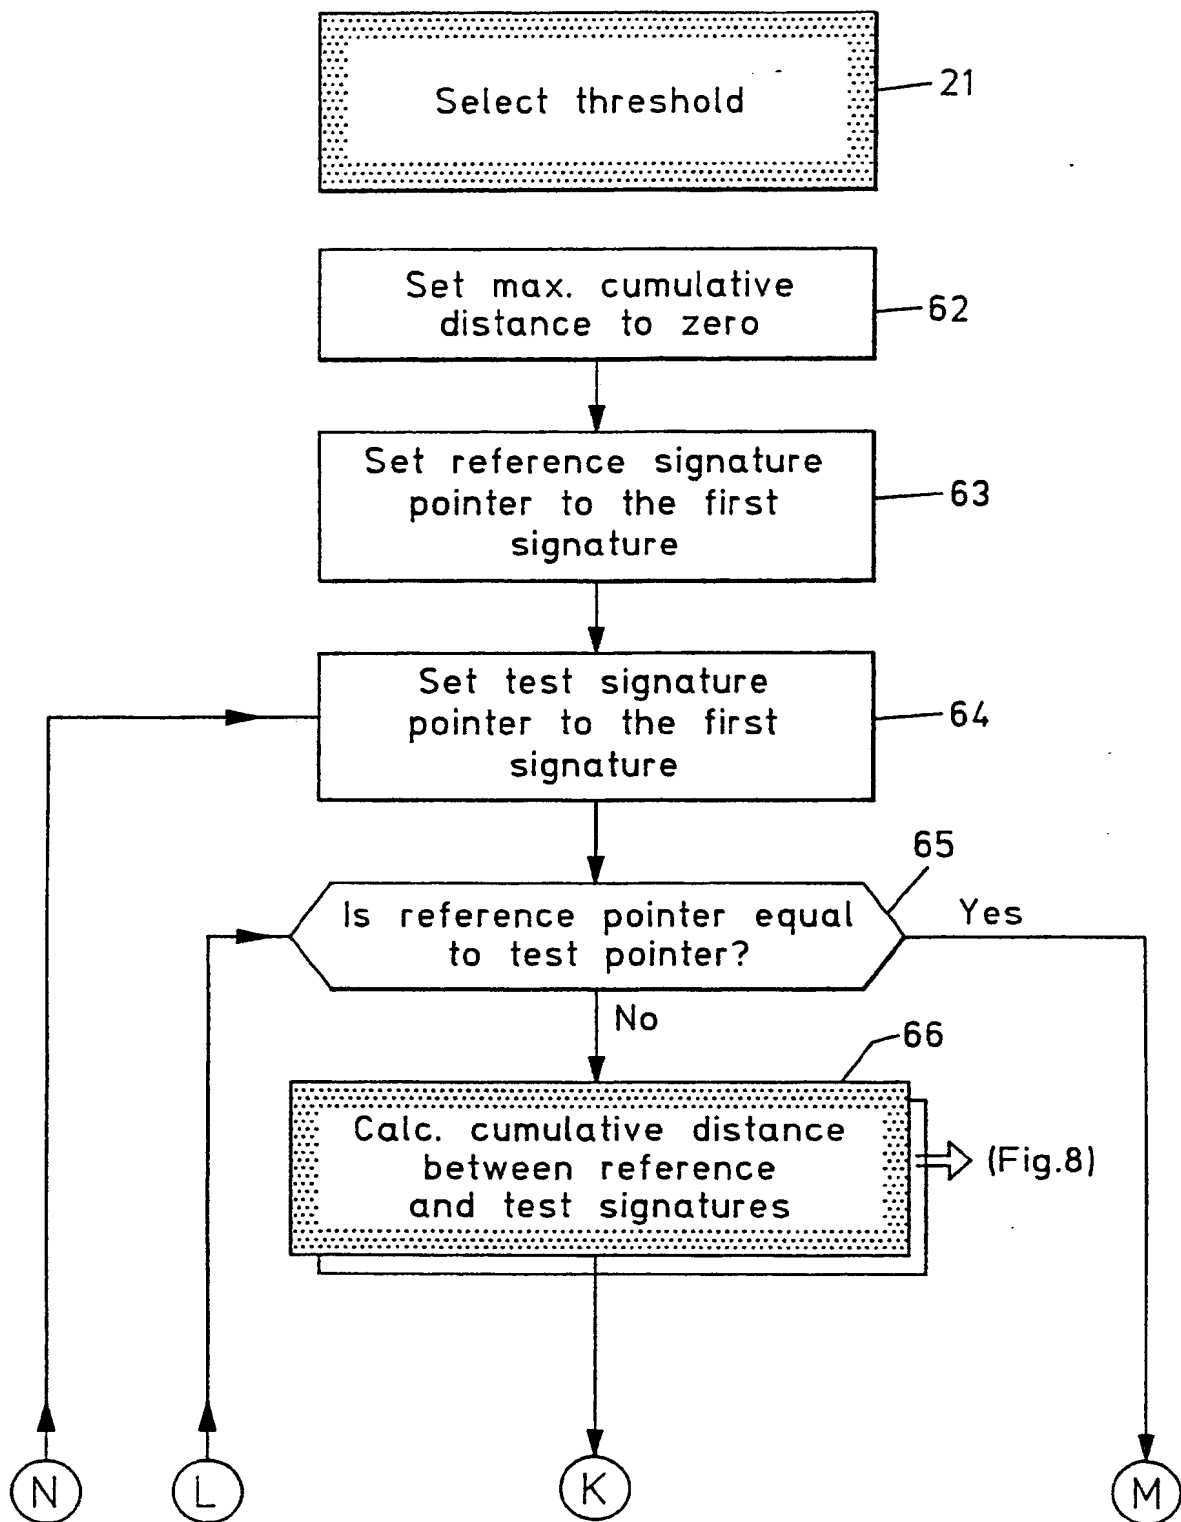 Select threshold
21
Set max. cumulative
distance to zero
62
Set reference signature
pointer to the first
signature
63
Set test signature
pointer to the first
signature
64
65
Is reference pointer equal
to test pointer?
Yes
No
66
Calc. cumulative distance
between reference
and test signatures
(Fig.8)
N
L
K
M